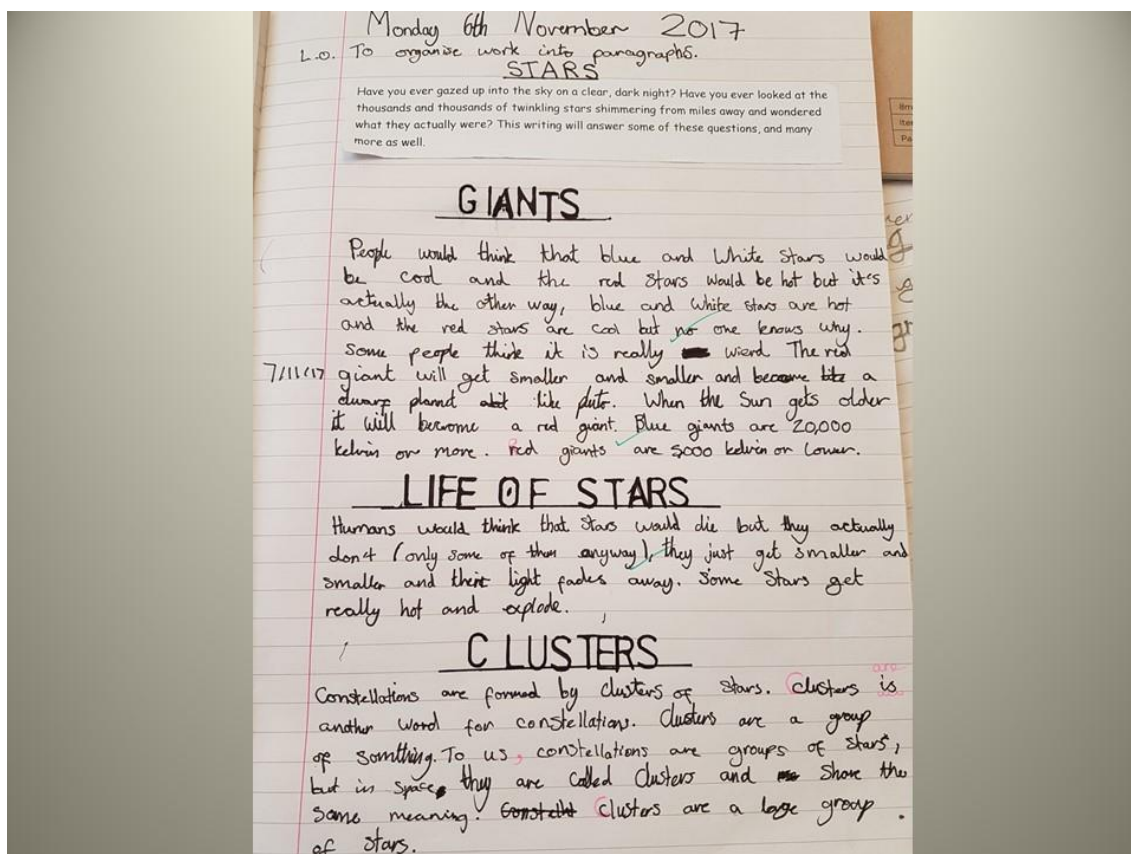 Monday 6th November 2017
L.O. To organise work into paragraphs.
STARS
Have you ever gazed up into the sky on a clear, dark night? Have you ever looked at the
thousands and thousands of twinkling stars shimmering from miles away and wondered
what they actually were? This writing will answer some of these questions, and many
more as well.
GIANTS
People would think that blue and White Stars would
be cool and the red stars would be hot but it's
actually the other way, blue and white stars are hot
and the red stars are cool but no one knows why.
Some people think it is really wierd The red
7/11/17 giant will get smaller and smaller and become a
dwarf planet like pluto. When the Sun gets older
it will become a red giant. Blue giants are 20,000
kelvin or more. Red giants are 5000 kelvin or lower.
LIFE OF STARS
Humans would think that stars would die but they actually
don't (only some of them anyway), they just get smaller and
smaller and their light fades away. Some Stars get
really hot and explode.
CLUSTERS
are
Constellations are formed by clusters of stars. Clusters is
another word for constellations. Clusters are a group
of somthing. To us, constellations are groups of stars,
but in space, they are called Clusters and Share the
same meaning. Clusters are a large group
of stars.
8m
Ite
Pa